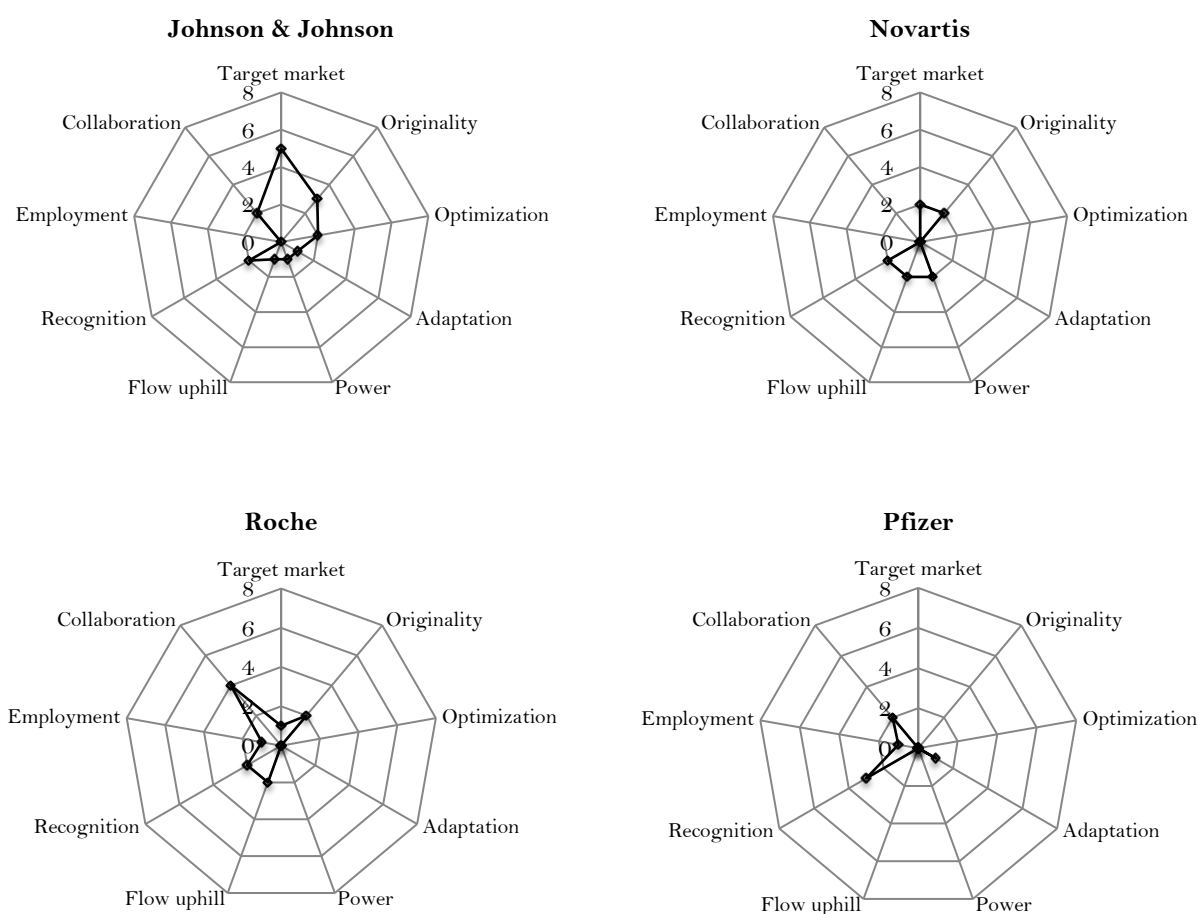 Johnson & Johnson
Target market
8
Collaboration
Originality
6
4
2
Employment
Optimization
0
Recognition
Adaptation
Flow uphill
Power
Novartis
Target market
8
Collaboration
Originality
6
4
2
Employment
Optimization
0
Recognition
Adaptation
Flow uphill
Power
Roche
Target market
8
Collaboration
Originality
6
4
2
Employment
Optimization
0
Recognition
Adaptation
Flow uphill
Power
Pfizer
Target market
8
Collaboration
Originality
6
4
2
Employment
Optimization
0
Recognition
Adaptation
Flow uphill
Power